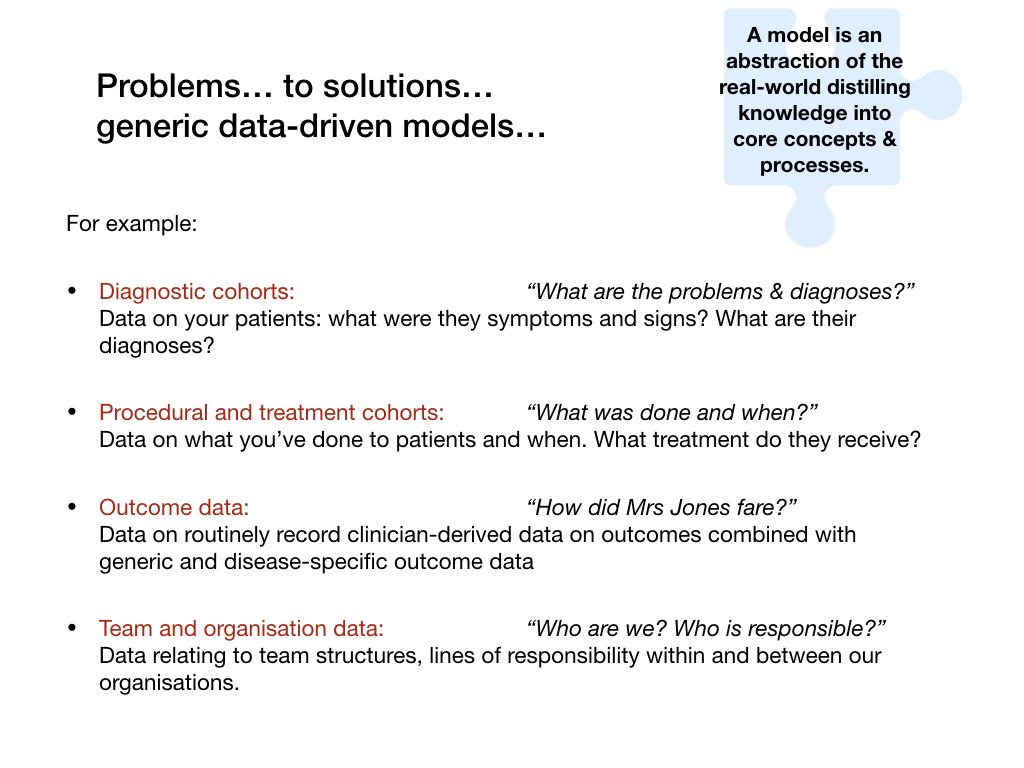 Problems… to solutions…
generic data-driven models…
A model is an
abstraction of the
real-world distilling
knowledge into
core concepts &
processes.
For example:
• Diagnostic cohorts: “What are the problems & diagnoses?”
Data on your patients: what were they symptoms and signs? What are their
diagnoses?
• Procedural and treatment cohorts: “What was done and when?”
Data on what you’ve done to patients and when. What treatment do they receive?
• Outcome data: “How did Mrs Jones fare?”
Data on routinely record clinician-derived data on outcomes combined with
generic and disease-specific outcome data
• Team and organisation data: “Who are we? Who is responsible?”
Data relating to team structures, lines of responsibility within and between our
organisations.